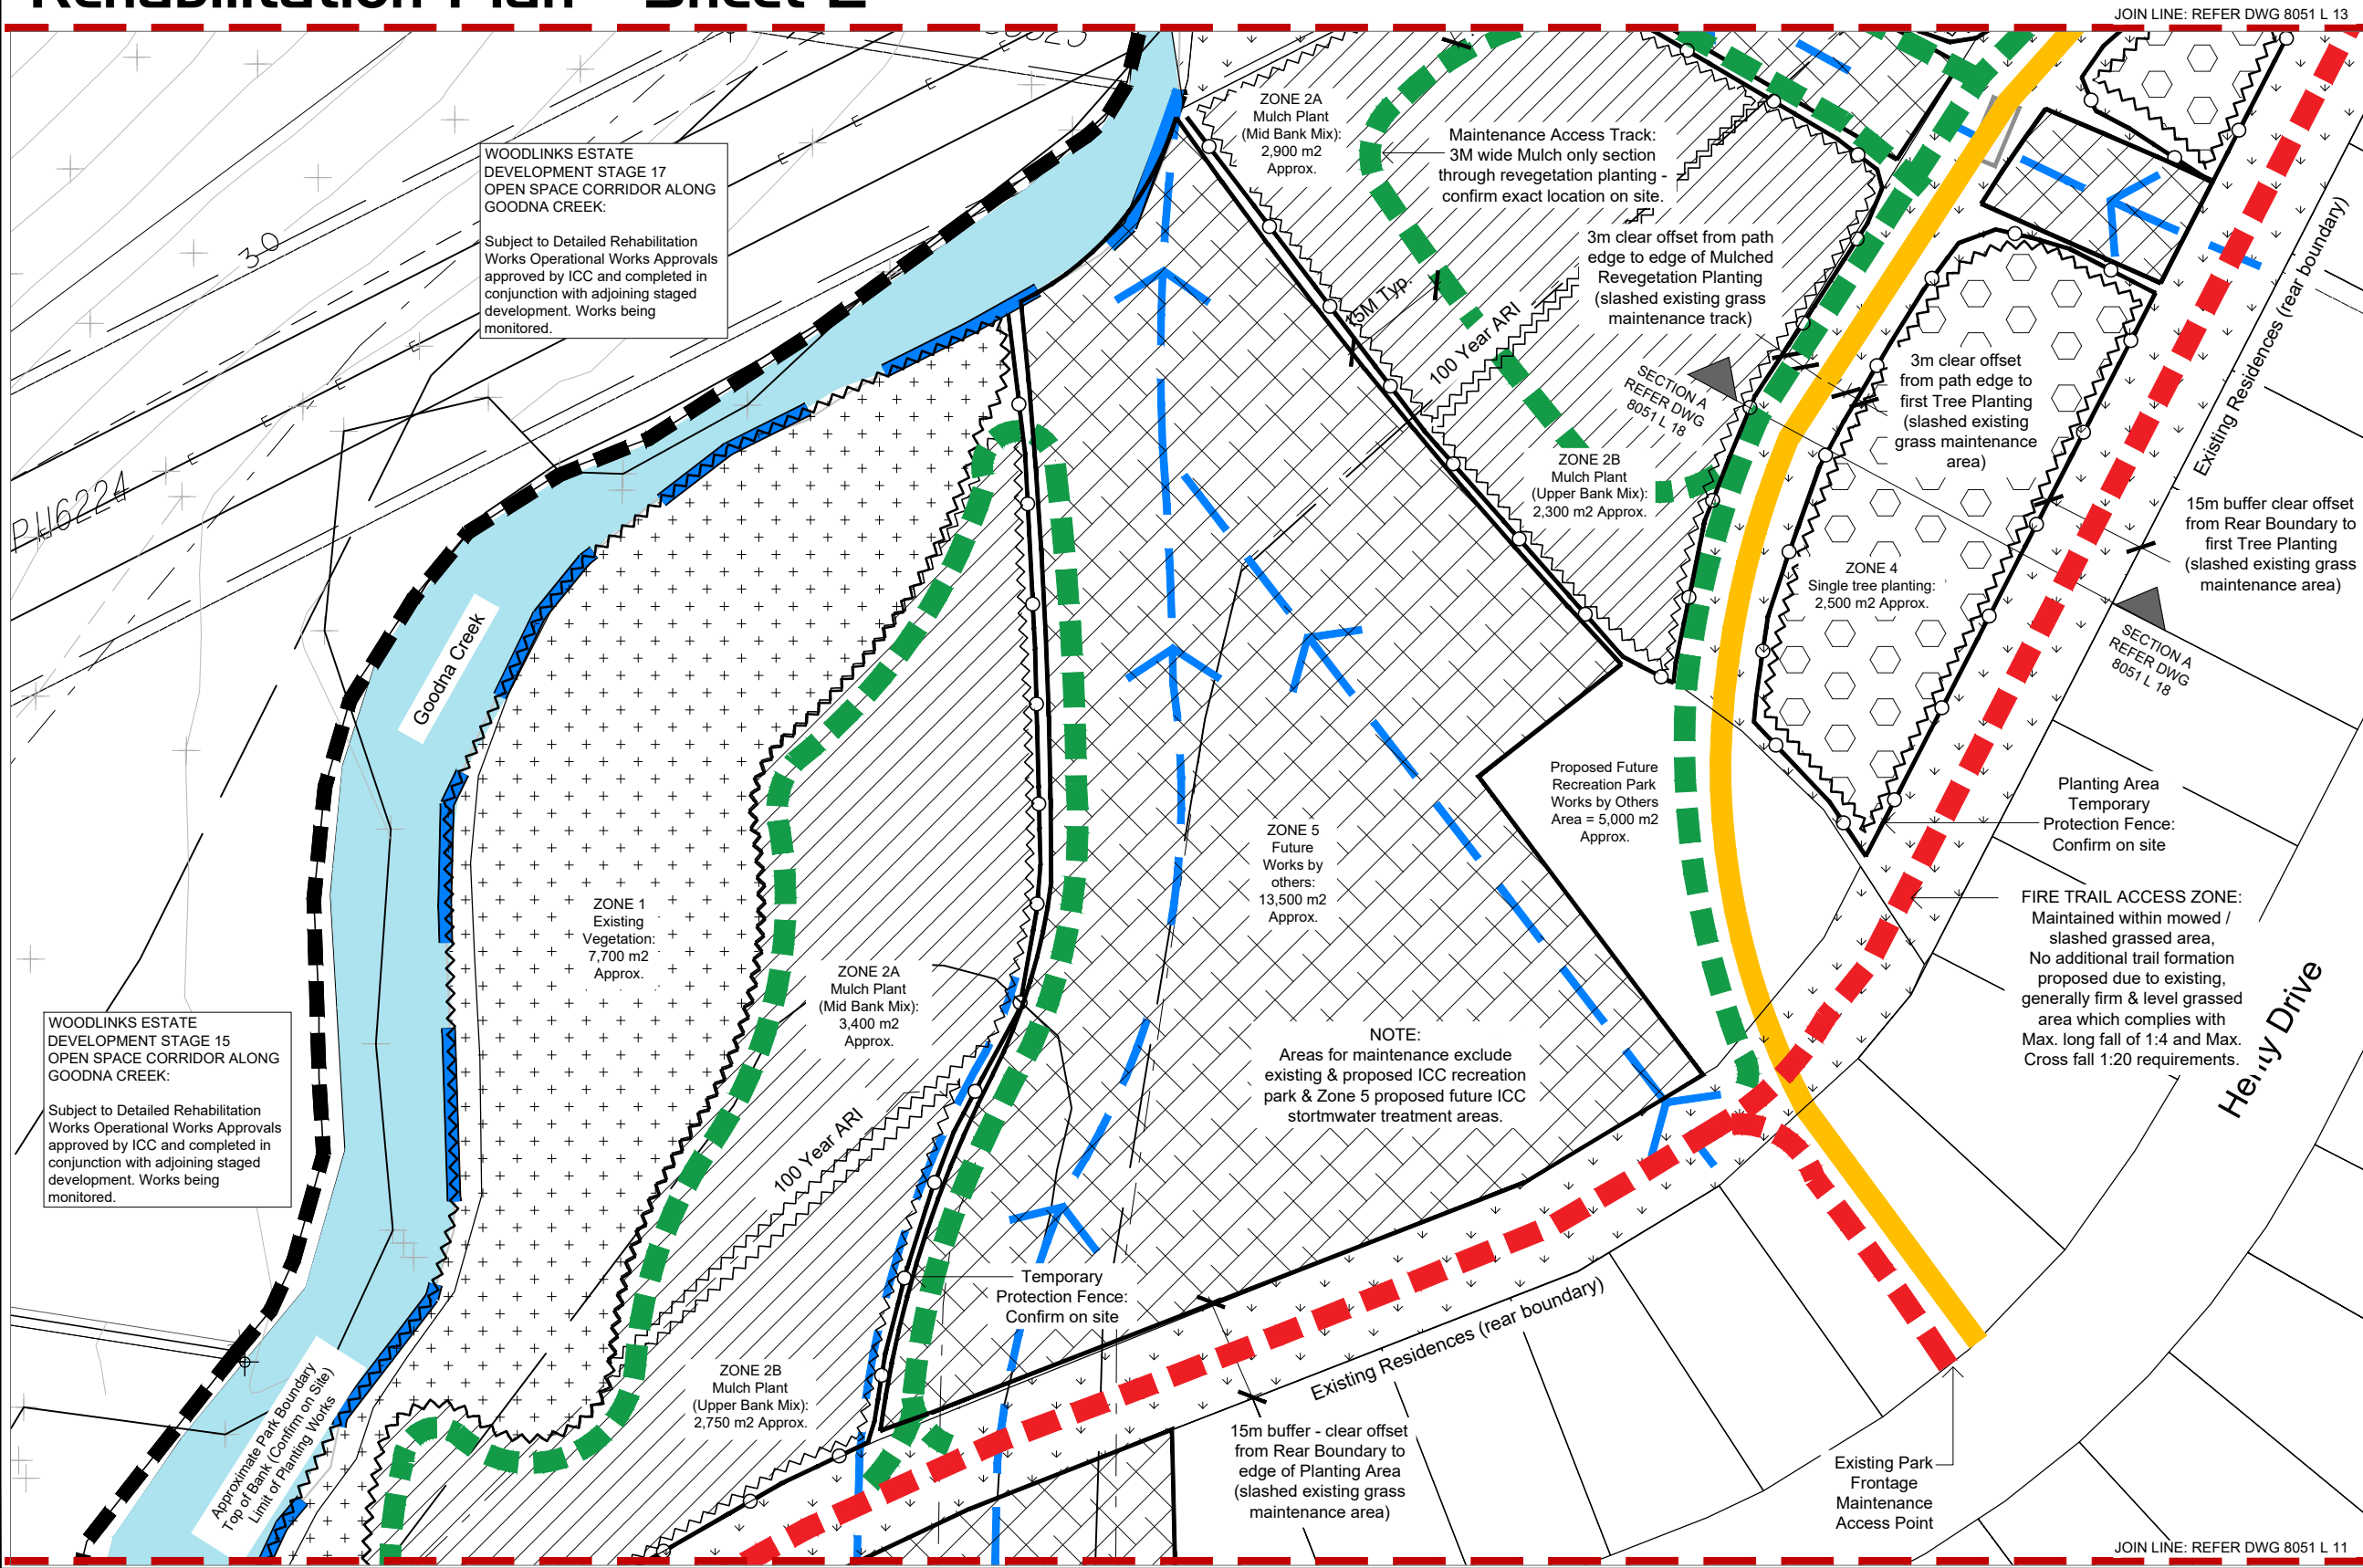 Rehabilitation Plan - Sheet 2
JOIN LINE: REFER DWG 8051 L 13
WOODLINKS ESTATE
DEVELOPMENT STAGE 17
OPEN SPACE CORRIDOR ALONG
GOODNA CREEK:
Subject to Detailed Rehabilitation
Works Operational Works Approvals
approved by ICC and completed in
conjunction with adjoining staged
development. Works being
monitored.
30
E
E
E
E
E
E
E
ZONE 2A
Mulch Plant
(Mid Bank Mix):
2,900 m2
Approx.
Maintenance Access Track:
3M wide Mulch only section
through revegetation planting -
confirm exact location on site.
3m clear offset from path
edge to edge of Mulched
Revegetation Planting
(slashed existing grass
maintenance track)
15M Typ.
100 Year ARI
SECTION A
REFER DWG
8051 L 18
3m clear offset
from path edge to
first Tree Planting
(slashed existing
grass maintenance
area)
Existing Residences (rear boundary)
ZONE 2B
Mulch Plant
(Upper Bank Mix):
2,300 m2 Approx.
15m buffer clear offset
from Rear Boundary to
first Tree Planting
(slashed existing grass
maintenance area)
ZONE 4
Single tree planting:
2,500 m2 Approx.
SECTION A
REFER DWG
8051 L 18
Goodna Creek
Proposed Future
Recreation Park
Works by Others
Area = 5,000 m2
Approx.
Planting Area
Temporary
Protection Fence:
Confirm on site
ZONE 5
Future
Works by
others:
13,500 m2
Approx.
ZONE 1
Existing
Vegetation:
7,700 m2
Approx.
FIRE TRAIL ACCESS ZONE:
Maintained within mowed /
slashed grassed area,
No additional trail formation
proposed due to existing,
generally firm & level grassed
area which complies with
Max. long fall of 1:4 and Max.
Cross fall 1:20 requirements.
Henty Drive
ZONE 2A
Mulch Plant
(Mid Bank Mix):
3,400 m2
Approx.
WOODLINKS ESTATE
DEVELOPMENT STAGE 15
OPEN SPACE CORRIDOR ALONG
GOODNA CREEK:
Subject to Detailed Rehabilitation
Works Operational Works Approvals
approved by ICC and completed in
conjunction with adjoining staged
development. Works being
monitored.
NOTE:
Areas for maintenance exclude
existing & proposed ICC recreation
park & Zone 5 proposed future ICC
stortmwater treatment areas.
100 Year ARI
Temporary
Protection Fence:
Confirm on site
Existing Residences (rear boundary)
ZONE 2B
Mulch Plant
(Upper Bank Mix):
2,750 m2 Approx.
Approximate Park Boundary
Top of Bank (Confirm on Site)
Limit of Planting Works
15m buffer - clear offset
from Rear Boundary to
edge of Planting Area
(slashed existing grass
maintenance area)
Existing Park
Frontage
Maintenance
Access Point
JOIN LINE: REFER DWG 8051 L 11